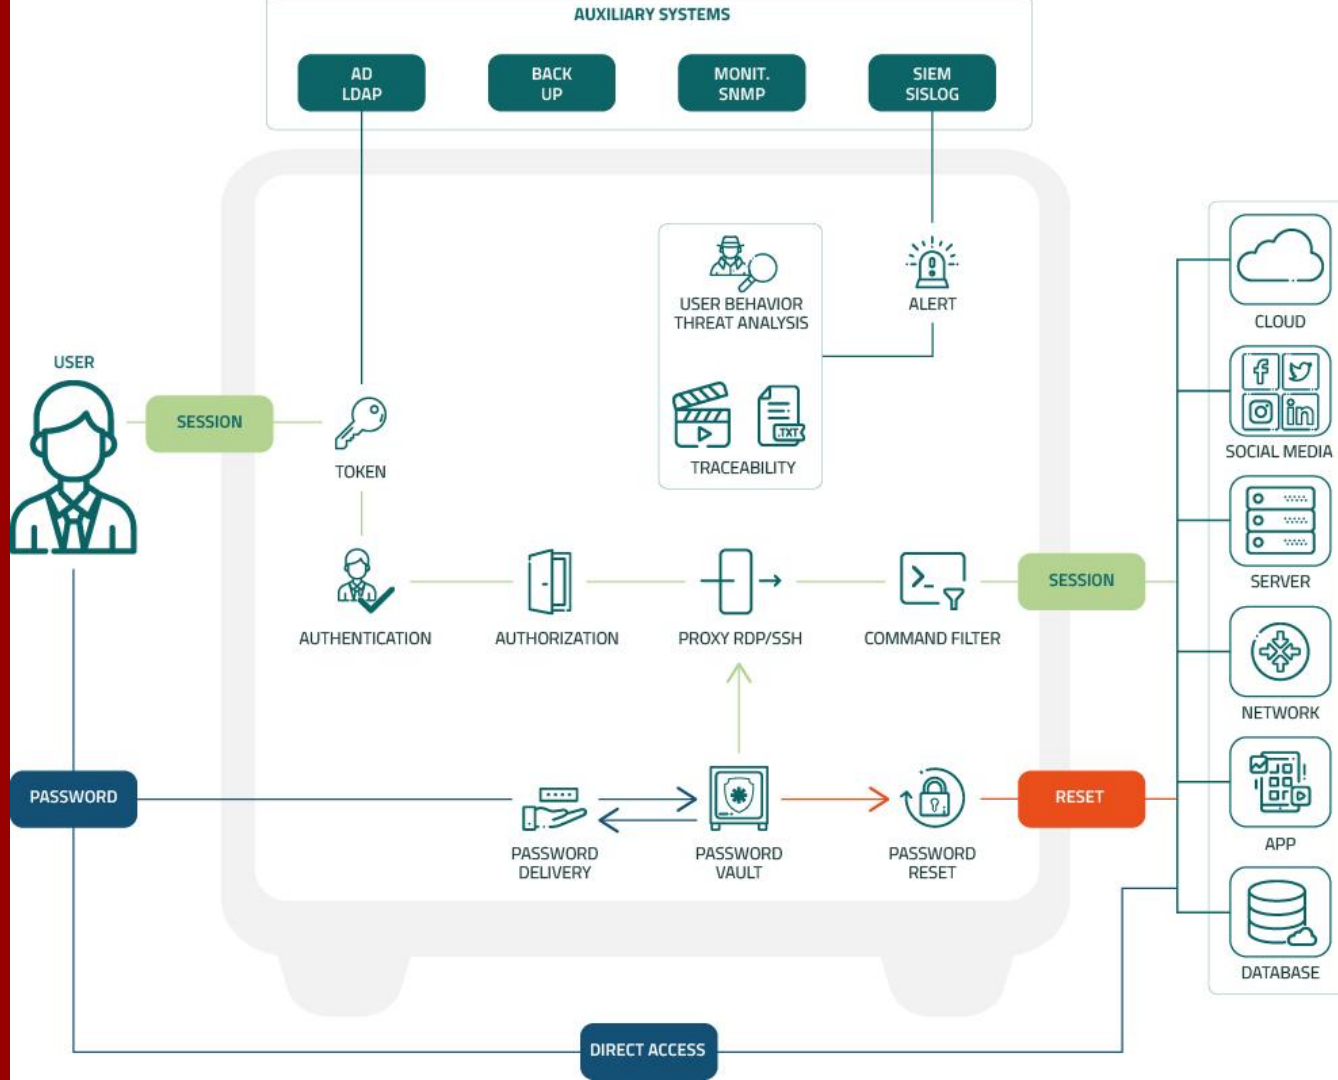 AUXILIARY SYSTEMS
AD
LDAP
BACK
UP
MONIT.
SNMP
SIEM
SISLOG
USER BEHAVIOR
THREAT ANALYSIS
ALERT
CLOUD
USER
SESSION
TOKEN
.TXT
TRACEABILITY
f
in
SOCIAL MEDIA
AUTHENTICATION
AUTHORIZATION
PROXY RDP/SSH
COMMAND FILTER
SESSION
SERVER
NETWORK
PASSWORD
PASSWORD
DELIVERY
PASSWORD
VAULT
PASSWORD
RESET
RESET
APP
DATABASE
DIRECT ACCESS